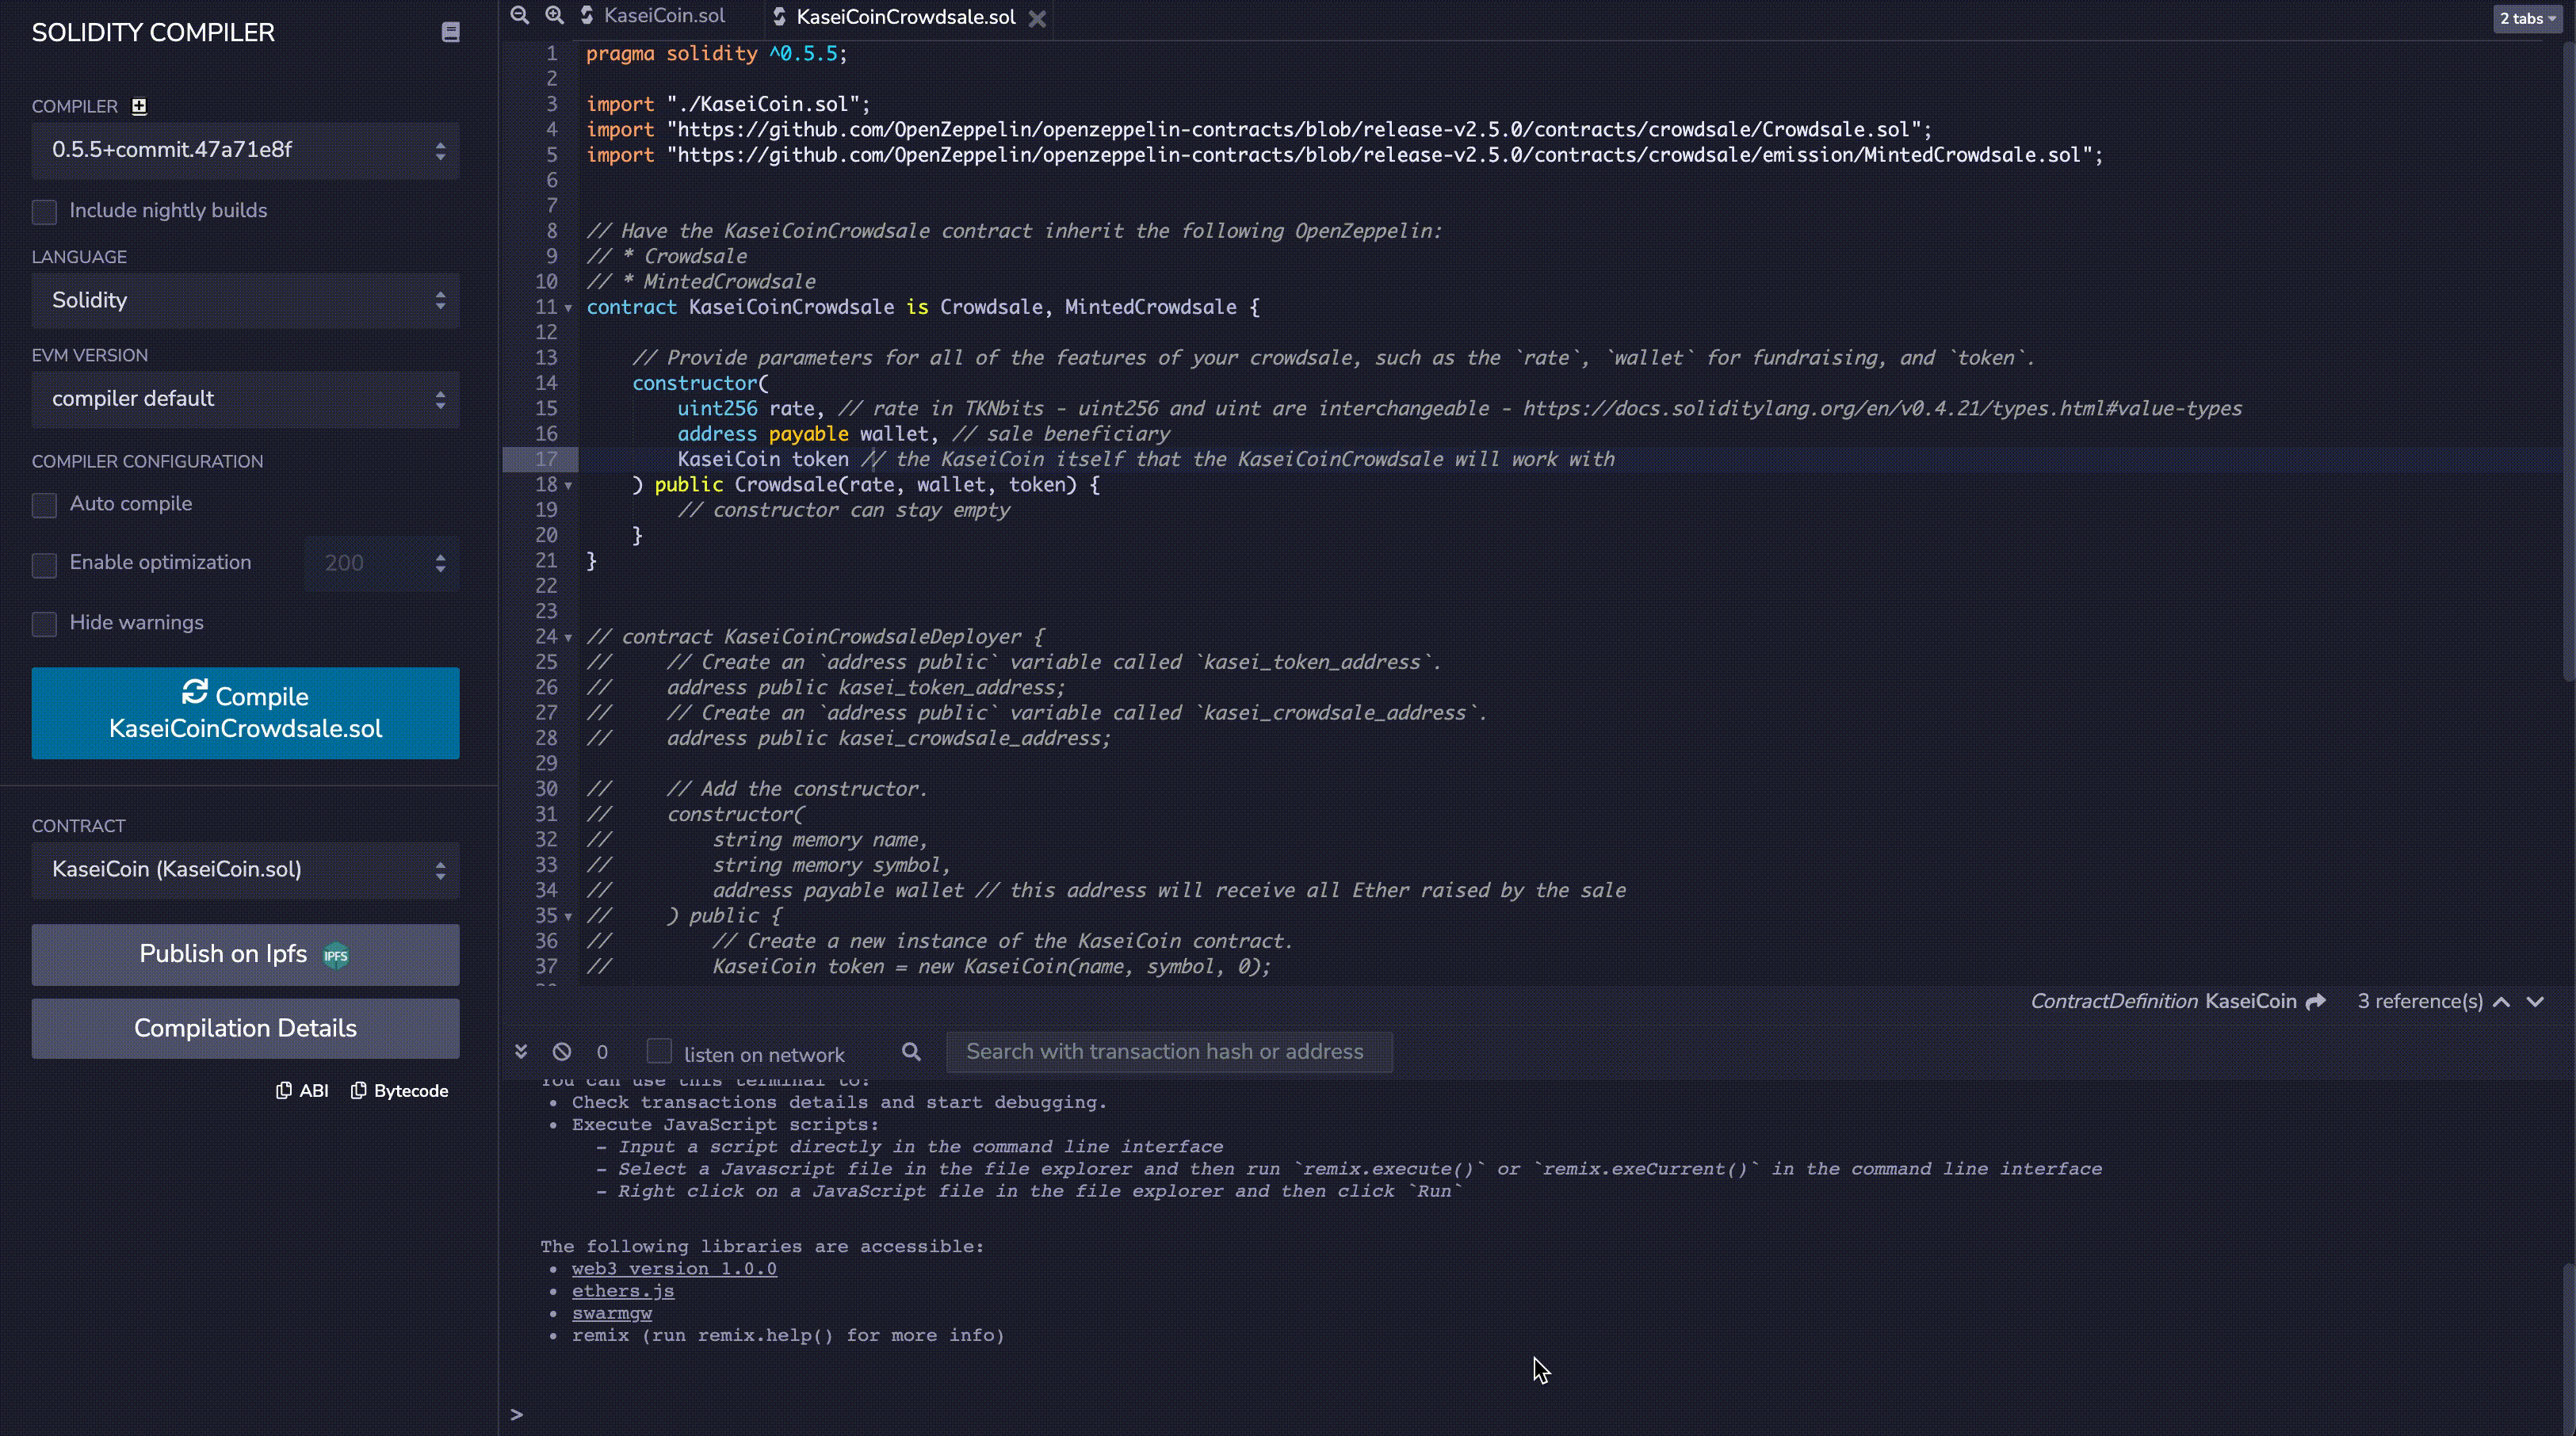 SOLIDITY COMPILER
COMPILER
0.5.5+commit.47a71e8f
Include nightly builds
LANGUAGE
Solidity
EVM VERSION
compiler default
COMPILER CONFIGURATION
Auto compile
Enable optimization 200
Hide warnings
Compile
KaseiCoinCrowdsale.sol
CONTRACT
KaseiCoin (KaseiCoin.sol)
Publish on Ipfs IPFS
Compilation Details
ABI Bytecode
KaseiCoin.sol KaseiCoinCrowdsale.sol 2 tabs
1 pragma solidity ^0.5.5;
2
3 import "./KaseiCoin.sol";
4 import "https://github.com/OpenZeppelin/openzeppelin-contracts/blob/release-v2.5.0/contracts/crowdsale/Crowdsale.sol";
5 import "https://github.com/OpenZeppelin/openzeppelin-contracts/blob/release-v2.5.0/contracts/crowdsale/emission/MintedCrowdsale.sol";
6
7
8 // Have the KaseiCoinCrowdsale contract inherit the following OpenZeppelin:
9 // * Crowdsale
10 // * MintedCrowdsale
11 contract KaseiCoinCrowdsale is Crowdsale, MintedCrowdsale {
12
13 // Provide parameters for all of the features of your crowdsale, such as the `rate`, `wallet` for fundraising, and `token`.
14 constructor(
15 uint256 rate, // rate in TKNbits - uint256 and uint are interchangeable - https://docs.soliditylang.org/en/v0.4.21/types.html#value-types
16 address payable wallet, // sale beneficiary
17 KaseiCoin token // the KaseiCoin itself that the KaseiCoinCrowdsale will work with
18 ) public Crowdsale(rate, wallet, token) {
19 // constructor can stay empty
20 }
21 }
22
23
24 // contract KaseiCoinCrowdsaleDeployer {
25 // // Create an `address public` variable called `kasei_token_address`.
26 // address public kasei_token_address;
27 // // Create an `address public` variable called `kasei_crowdsale_address`.
28 // address public kasei_crowdsale_address;
29
30 // // Add the constructor.
31 // constructor(
32 // string memory name,
33 // string memory symbol,
34 // address payable wallet // this address will receive all Ether raised by the sale
35 // ) public {
36 // // Create a new instance of the KaseiCoin contract.
37 // KaseiCoin token = new KaseiCoin(name, symbol, 0);
ContractDefinition KaseiCoin 3 reference(s)
0 listen on network Search with transaction hash or address
You can use this terminal to:
• Check transactions details and start debugging.
• Execute JavaScript scripts:
- Input a script directly in the command line interface
- Select a Javascript file in the file explorer and then run `remix.execute()` or `remix.exeCurrent()` in the command line interface
- Right click on a JavaScript file in the file explorer and then click `Run`
The following libraries are accessible:
• web3 version 1.0.0
• ethers.js
• swarmgw
• remix (run remix.help() for more info)
>